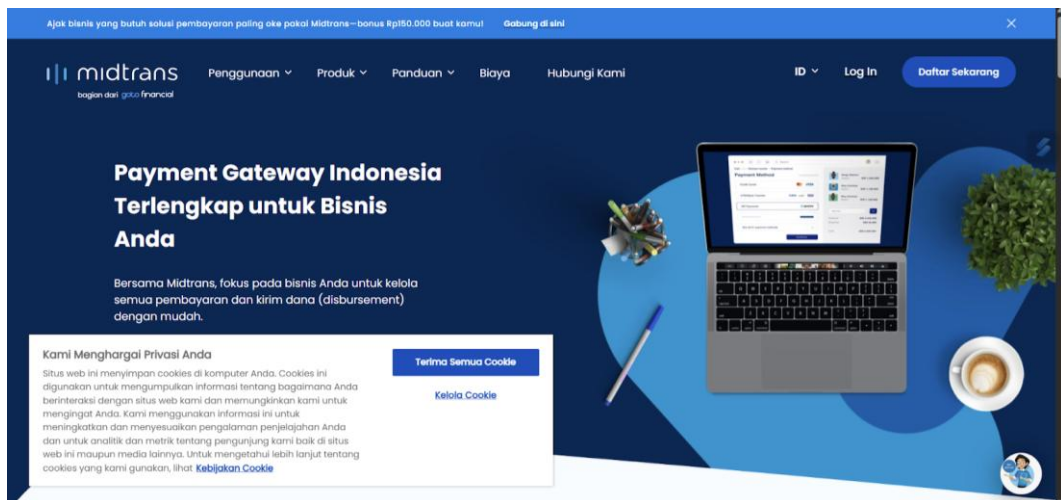 Ajak bisnis yang butuh solusi pembayaran paling oke pakai Midtrans—bonus Rp150.000 buat kamu! Gabung di sini
midtrans
bagian dari goto financial
Penggunaan Produk Panduan Biaya Hubungi Kami ID Log In Daftar Sekarang
Payment Gateway Indonesia
Terlengkap untuk Bisnis
Anda
Bersama Midtrans, fokus pada bisnis Anda untuk kelola
semua pembayaran dan kirim dana (disbursement)
dengan mudah.
Payment Method
Kami Menghargai Privasi Anda
Situs web ini menyimpan cookies di komputer Anda. Cookies ini
digunakan untuk mengumpulkan informasi tentang bagaimana Anda
berinteraksi dengan situs web kami dan memungkinkan kami untuk
mengingat Anda. Kami menggunakan informasi ini untuk
meningkatkan dan menyesuaikan pengalaman penjelajahan Anda
dan untuk analitik dan metrik tentang pengunjung kami baik di situs
web ini maupun media lainnya. Untuk mengetahui lebih lanjut tentang
cookies yang kami gunakan, lihat Kebijakan Cookie
Terima Semua Cookie
Kelola Cookie